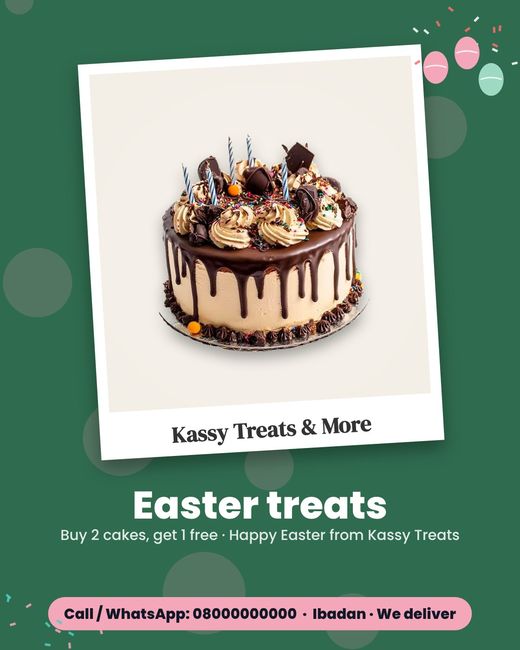 Kassy Treats & More
Easter treats
Buy 2 cakes, get 1 free · Happy Easter from Kassy Treats
Call / WhatsApp: 08000000000 · Ibadan · We deliver